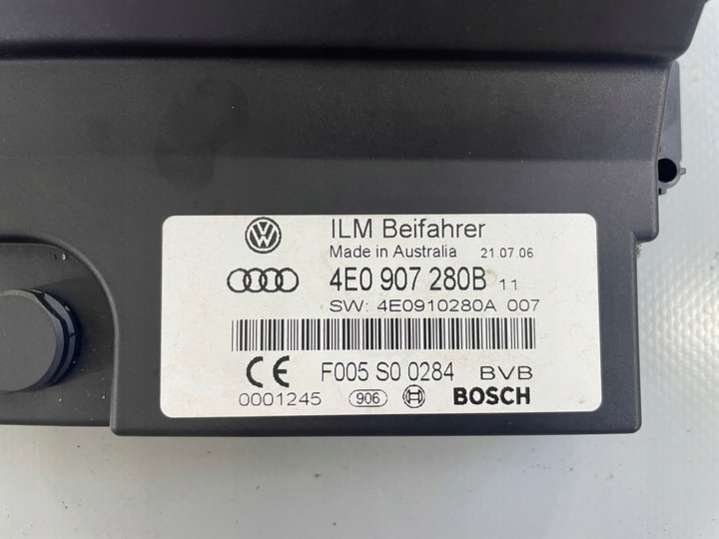 ILM Beifahrer
Made in Australia 21.07.06
4E0 907 280B 11
SW: 4E0910280A 007
CE F005 S0 0284 BVB
0001245 906 BOSCH